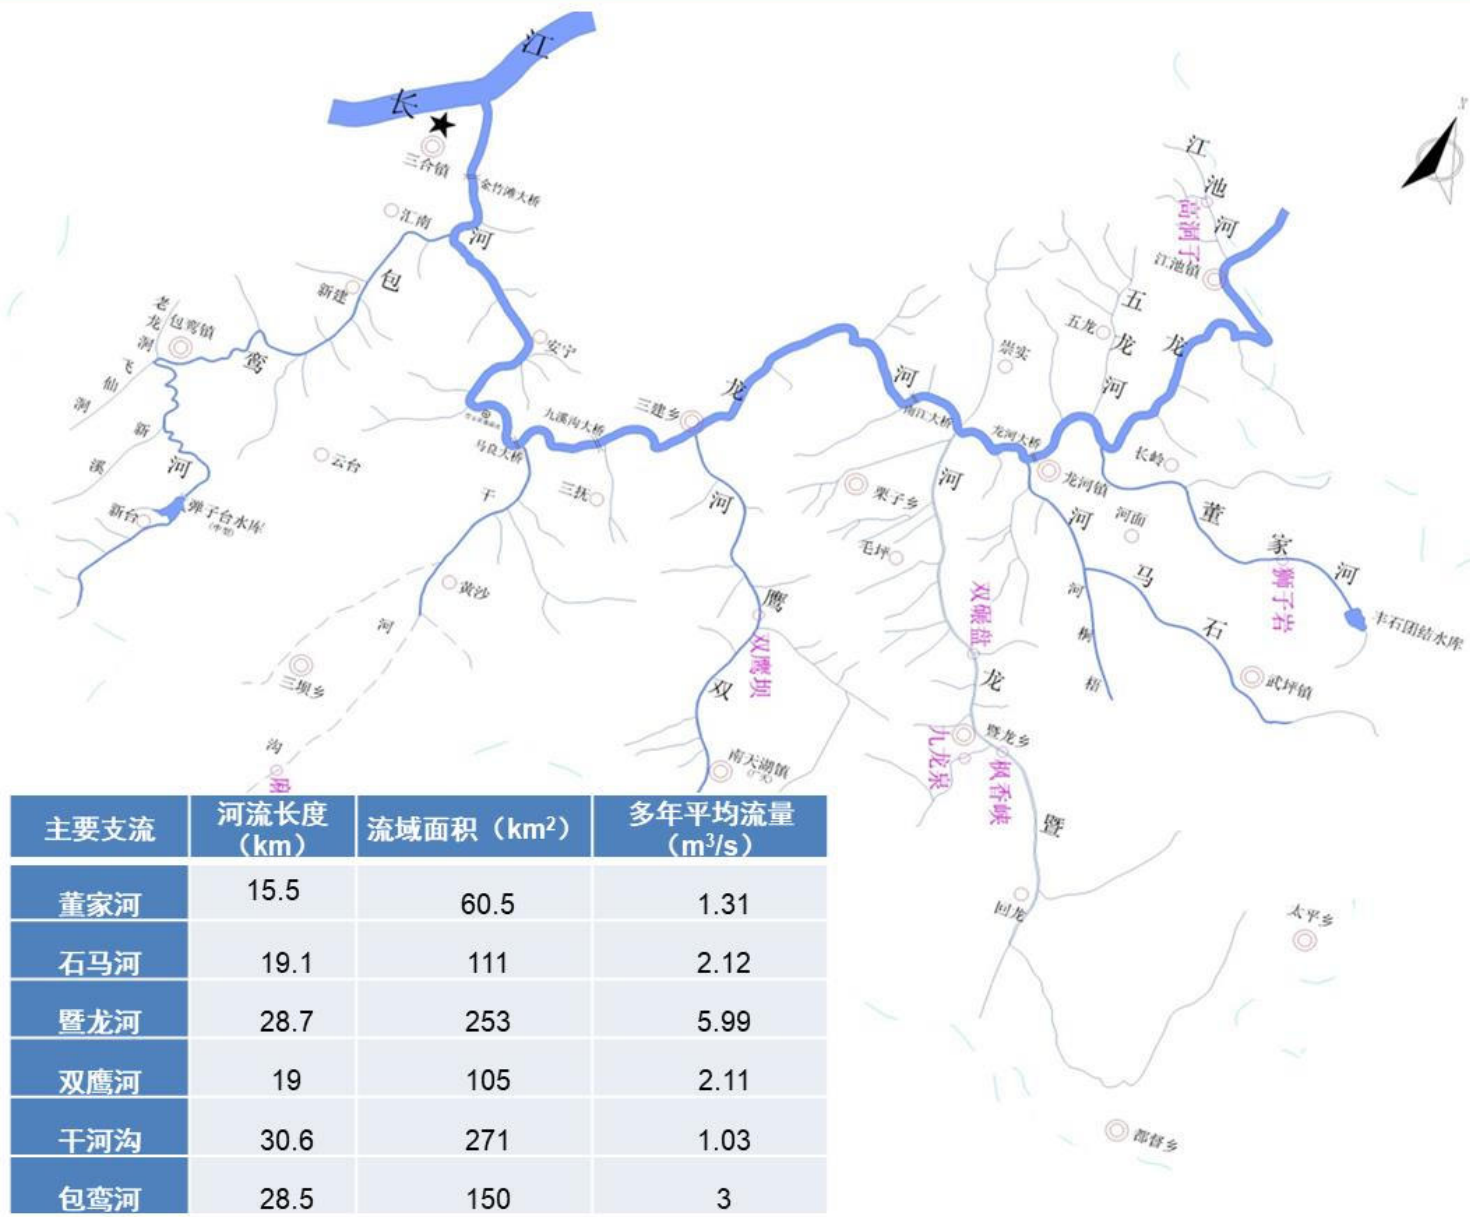 江
长
三合镇
金竹滩大桥
汇南
河
包
新建
鸾
老龙洞
包鸾镇
飞仙洞
新溪
河
云台
新台
弹子台水库
(中型)
安宁
马良大桥
九溪沟大桥
三抚
干
河
沟
黄沙
三坝乡
麻
三建乡
龙
河
南江大桥
龙河大桥
河
鹰
双
双鹰坝
南天湖镇
(厂天)
栗子乡
毛坪
河
龙
暨
双碾盘
暨龙乡
九龙泉
枫香峡
回龙
崇实
五龙
五
龙
河
龙
江
池
河
高洞子
江池镇
长岭
龙河镇
河面
董
家
河
狮子岩
丰石团结水库
河
马
石
武坪镇
河
桐
梧
太平乡
都督乡
主要支流 河流长度（km） 流域面积（km²） 多年平均流量（m³/s）
董家河 15.5 60.5 1.31
石马河 19.1 111 2.12
暨龙河 28.7 253 5.99
双鹰河 19 105 2.11
干河沟 30.6 271 1.03
包鸾河 28.5 150 3